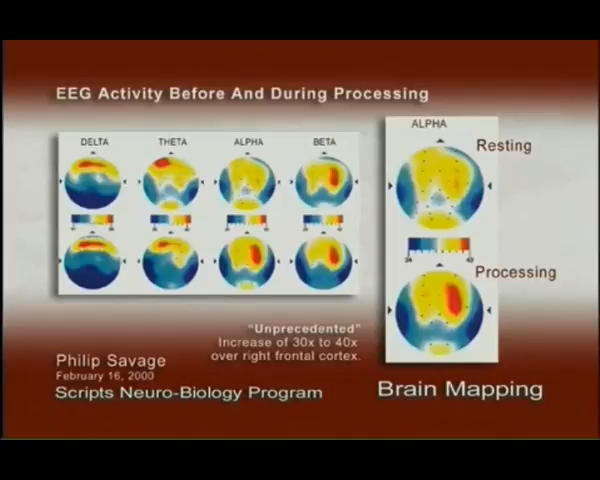 EEG Activity Before And During Processing
DELTA THETA ALPHA BETA
ALPHA
Resting
Processing
"Unprecedented"
Increase of 30x to 40x
over right frontal cortex.
Philip Savage
February 16, 2000
Scripts Neuro-Biology Program
Brain Mapping